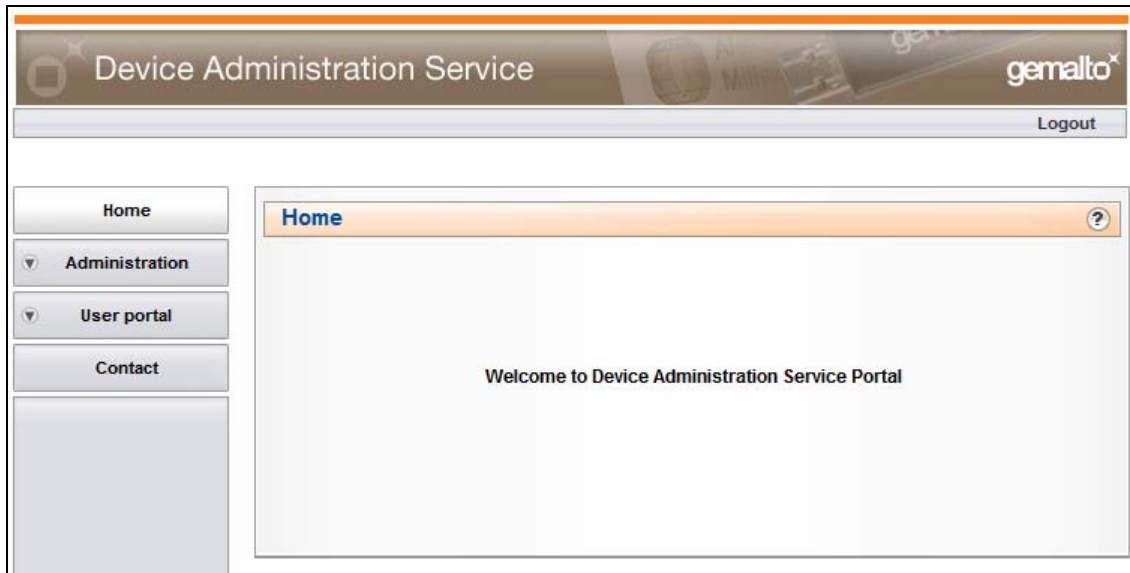 Device Administration Service
gemalto
Logout
Home
Administration
User portal
Contact
Home
?
Welcome to Device Administration Service Portal